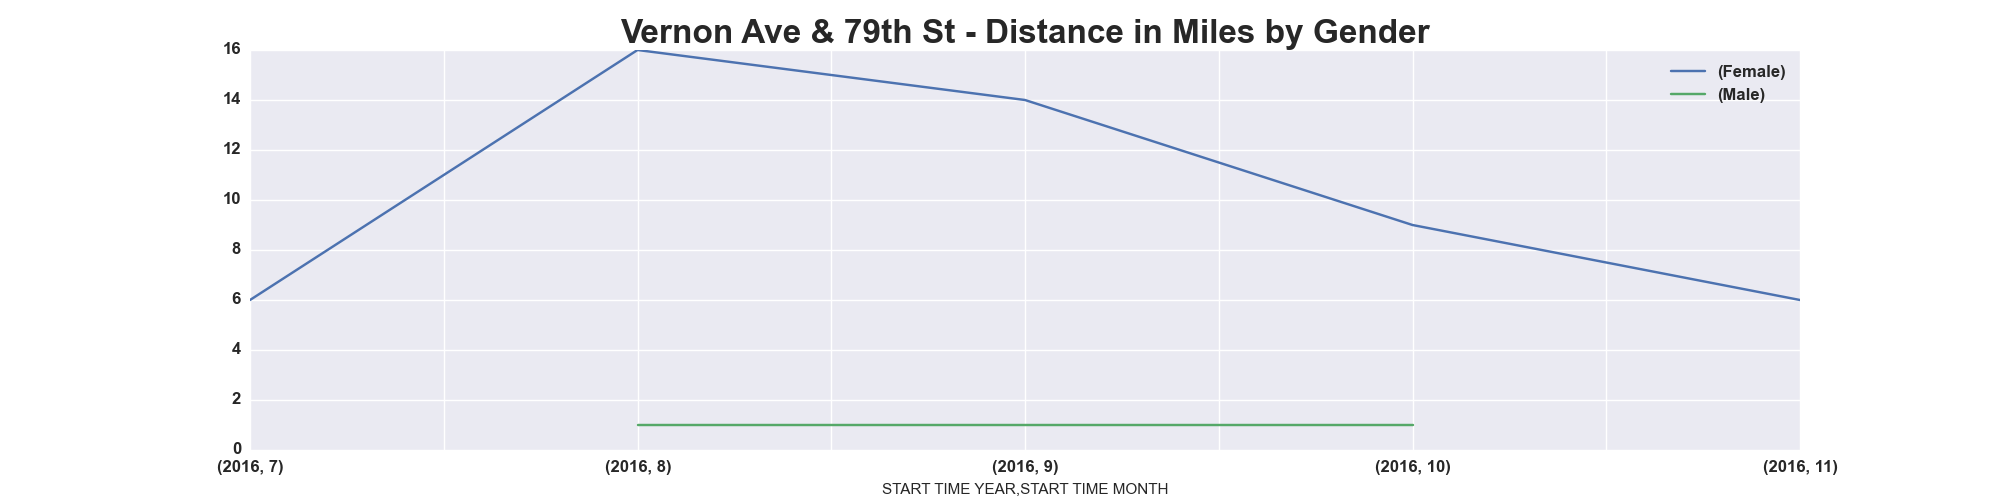 Vernon Ave & 79th St - Distance in Miles by Gender
16
14
12
10
8
6
4
2
0
(Female)
(Male)
(2016, 7) (2016, 8) (2016, 9) (2016, 10) (2016, 11)
START TIME YEAR,START TIME MONTH